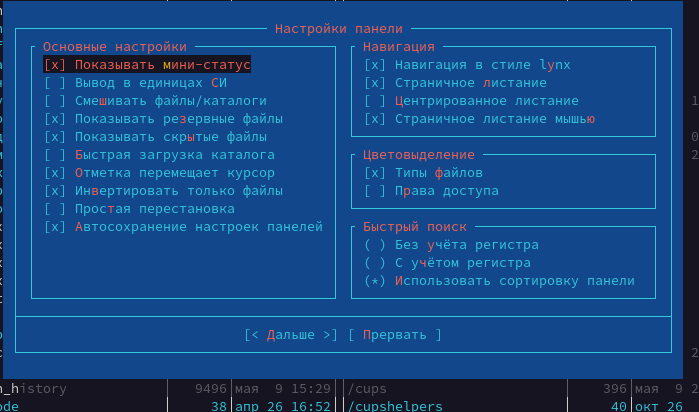 Настройки панели
Основные настройки
[x] Показывать мини-статус
[ ] Вывод в единицах СИ
[ ] Смешивать файлы/каталоги
[x] Показывать резервные файлы
[x] Показывать скрытые файлы
[ ] Быстрая загрузка каталога
[x] Отметка перемещает курсор
[x] Инвертировать только файлы
[ ] Простая перестановка
[x] Автосохранение настроек панелей
Навигация
[x] Навигация в стиле lynx
[x] Страничное листание
[ ] Центрированное листание
[x] Страничное листание мышью
Цветовыделение
[x] Типы файлов
[ ] Права доступа
Быстрый поиск
( ) Без учёта регистра
( ) С учётом регистра
(*) Использовать сортировку панели
[< Дальше >] [ Прервать ]
n_history 9496 мая 9 15:29 /cups 396 мая 9 2
ode 38 апр 26 16:52 /cupshelpers 40 окт 26